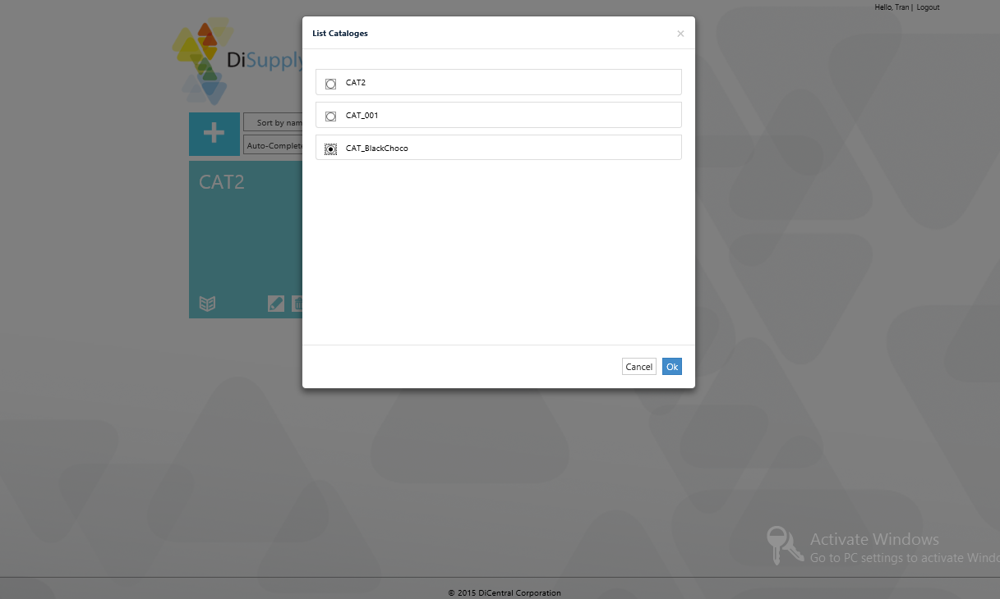 Hello, Tran | Logout
List Cataloges
×
DiSupply
CAT2
CAT_001
CAT_BlackChoco
Sort by nam
Auto-Complete
CAT2
Cancel Ok
Activate Windows
Go to PC settings to activate Windo
© 2015 DiCentral Corporation